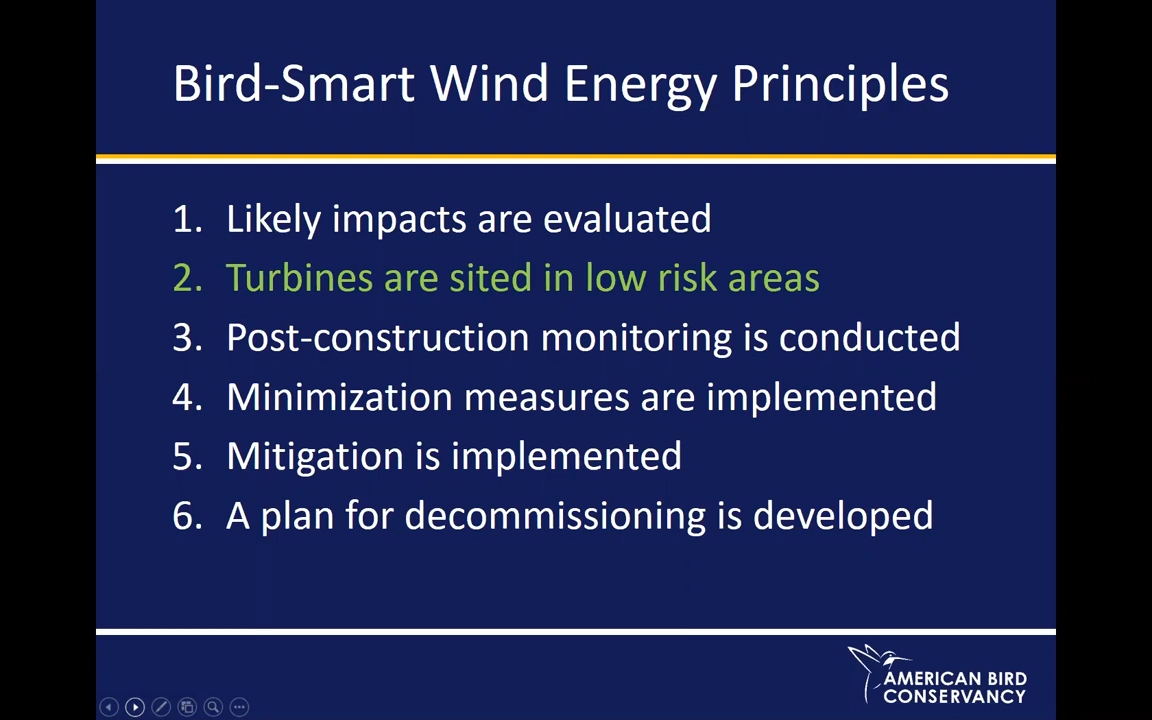 Bird-Smart Wind Energy Principles
1. Likely impacts are evaluated
2. Turbines are sited in low risk areas
3. Post-construction monitoring is conducted
4. Minimization measures are implemented
5. Mitigation is implemented
6. A plan for decommissioning is developed
AMERICAN BIRD
CONSERVANCY